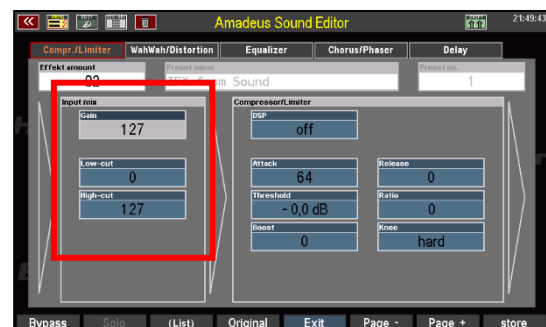 Amadeus Sound Editor
21:49:43
Compr./Limiter WahWah/Distortion Equalizer Chorus/Phaser Delay
Effekt amount
Preset name
Preset no.
Sound
1
Input mix
Compressor/Limiter
Gain
127
DSP
off
Low-cut
0
Attack
64
Release
0
High-cut
127
Threshold
- 0,0 dB
Ratio
0
Boost
0
Knee
hard
Bypass Solo (List) Original Exit Page - Page + store